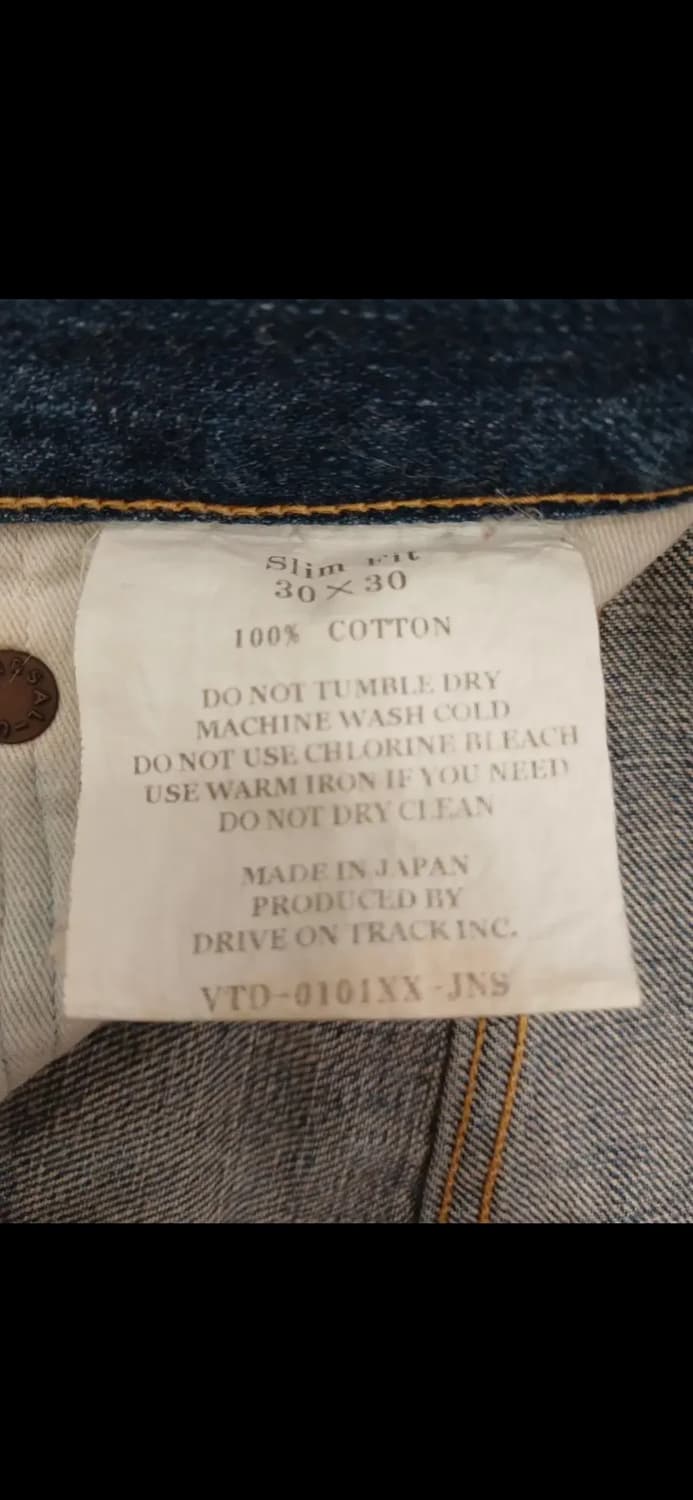 Slim Fit
30×30
100% COTTON
DO NOT TUMBLE DRY
MACHINE WASH COLD
DO NOT USE CHLORINE BLEACH
USE WARM IRON IF YOU NEED
DO NOT DRY CLEAN
MADE IN JAPAN
PRODUCED BY
DRIVE ON TRACK INC.
VTD-0101XX-JNS